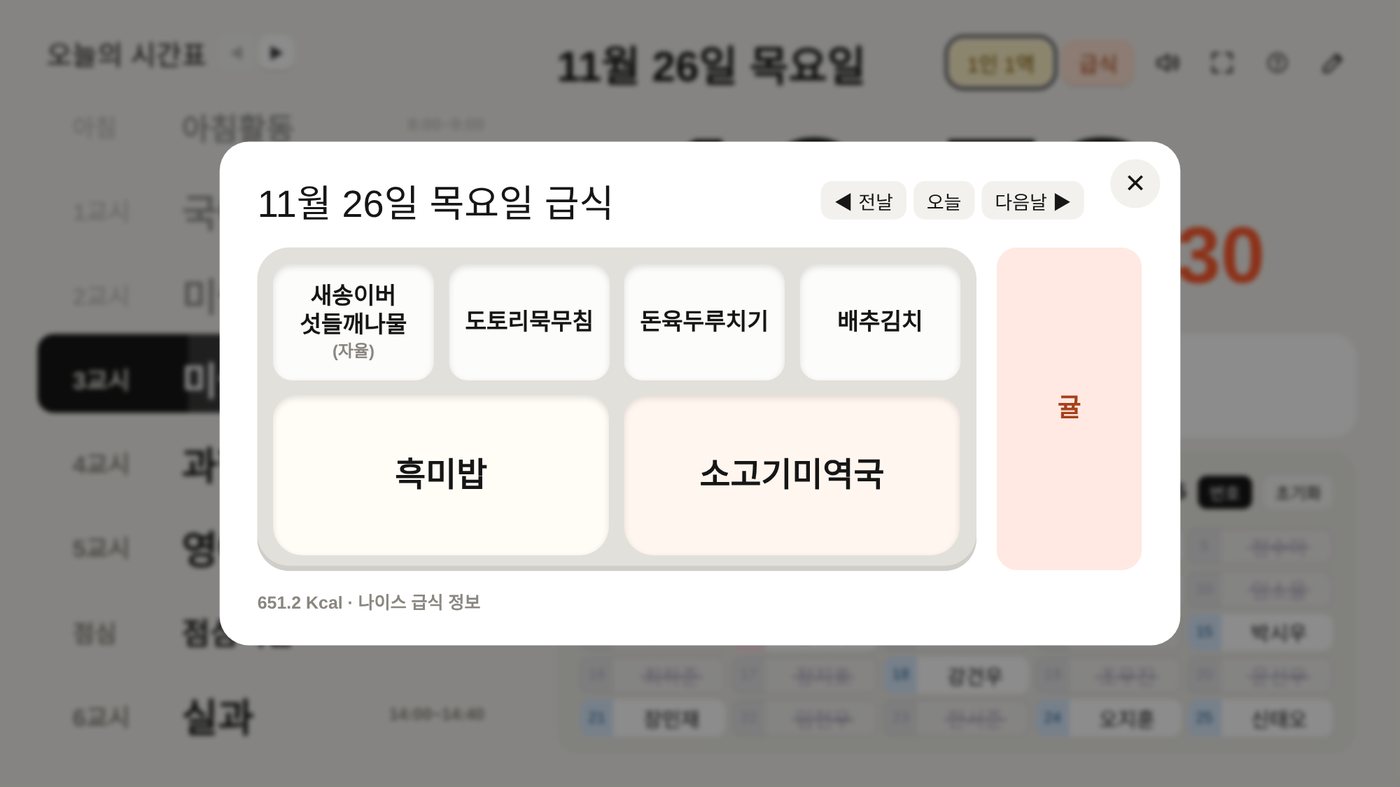 오늘의 시간표 ◀ ▶
11월 26일 목요일
1인 1역 급식
아침 아침활동
1교시
2교시
3교시
4교시
5교시
점심
6교시 실과 14:00~14:40
30
11월 26일 목요일 급식
◀ 전날 오늘 다음날 ▶ ✕
새송이버
섯들깨나물
(자율)
도토리묵무침
돈육두루치기
배추김치
흑미밥
소고기미역국
귤
651.2 Kcal · 나이스 급식 정보
번호 초기화
15 박시우
18 강건우
21 장민재
24 오지훈
25 신태오